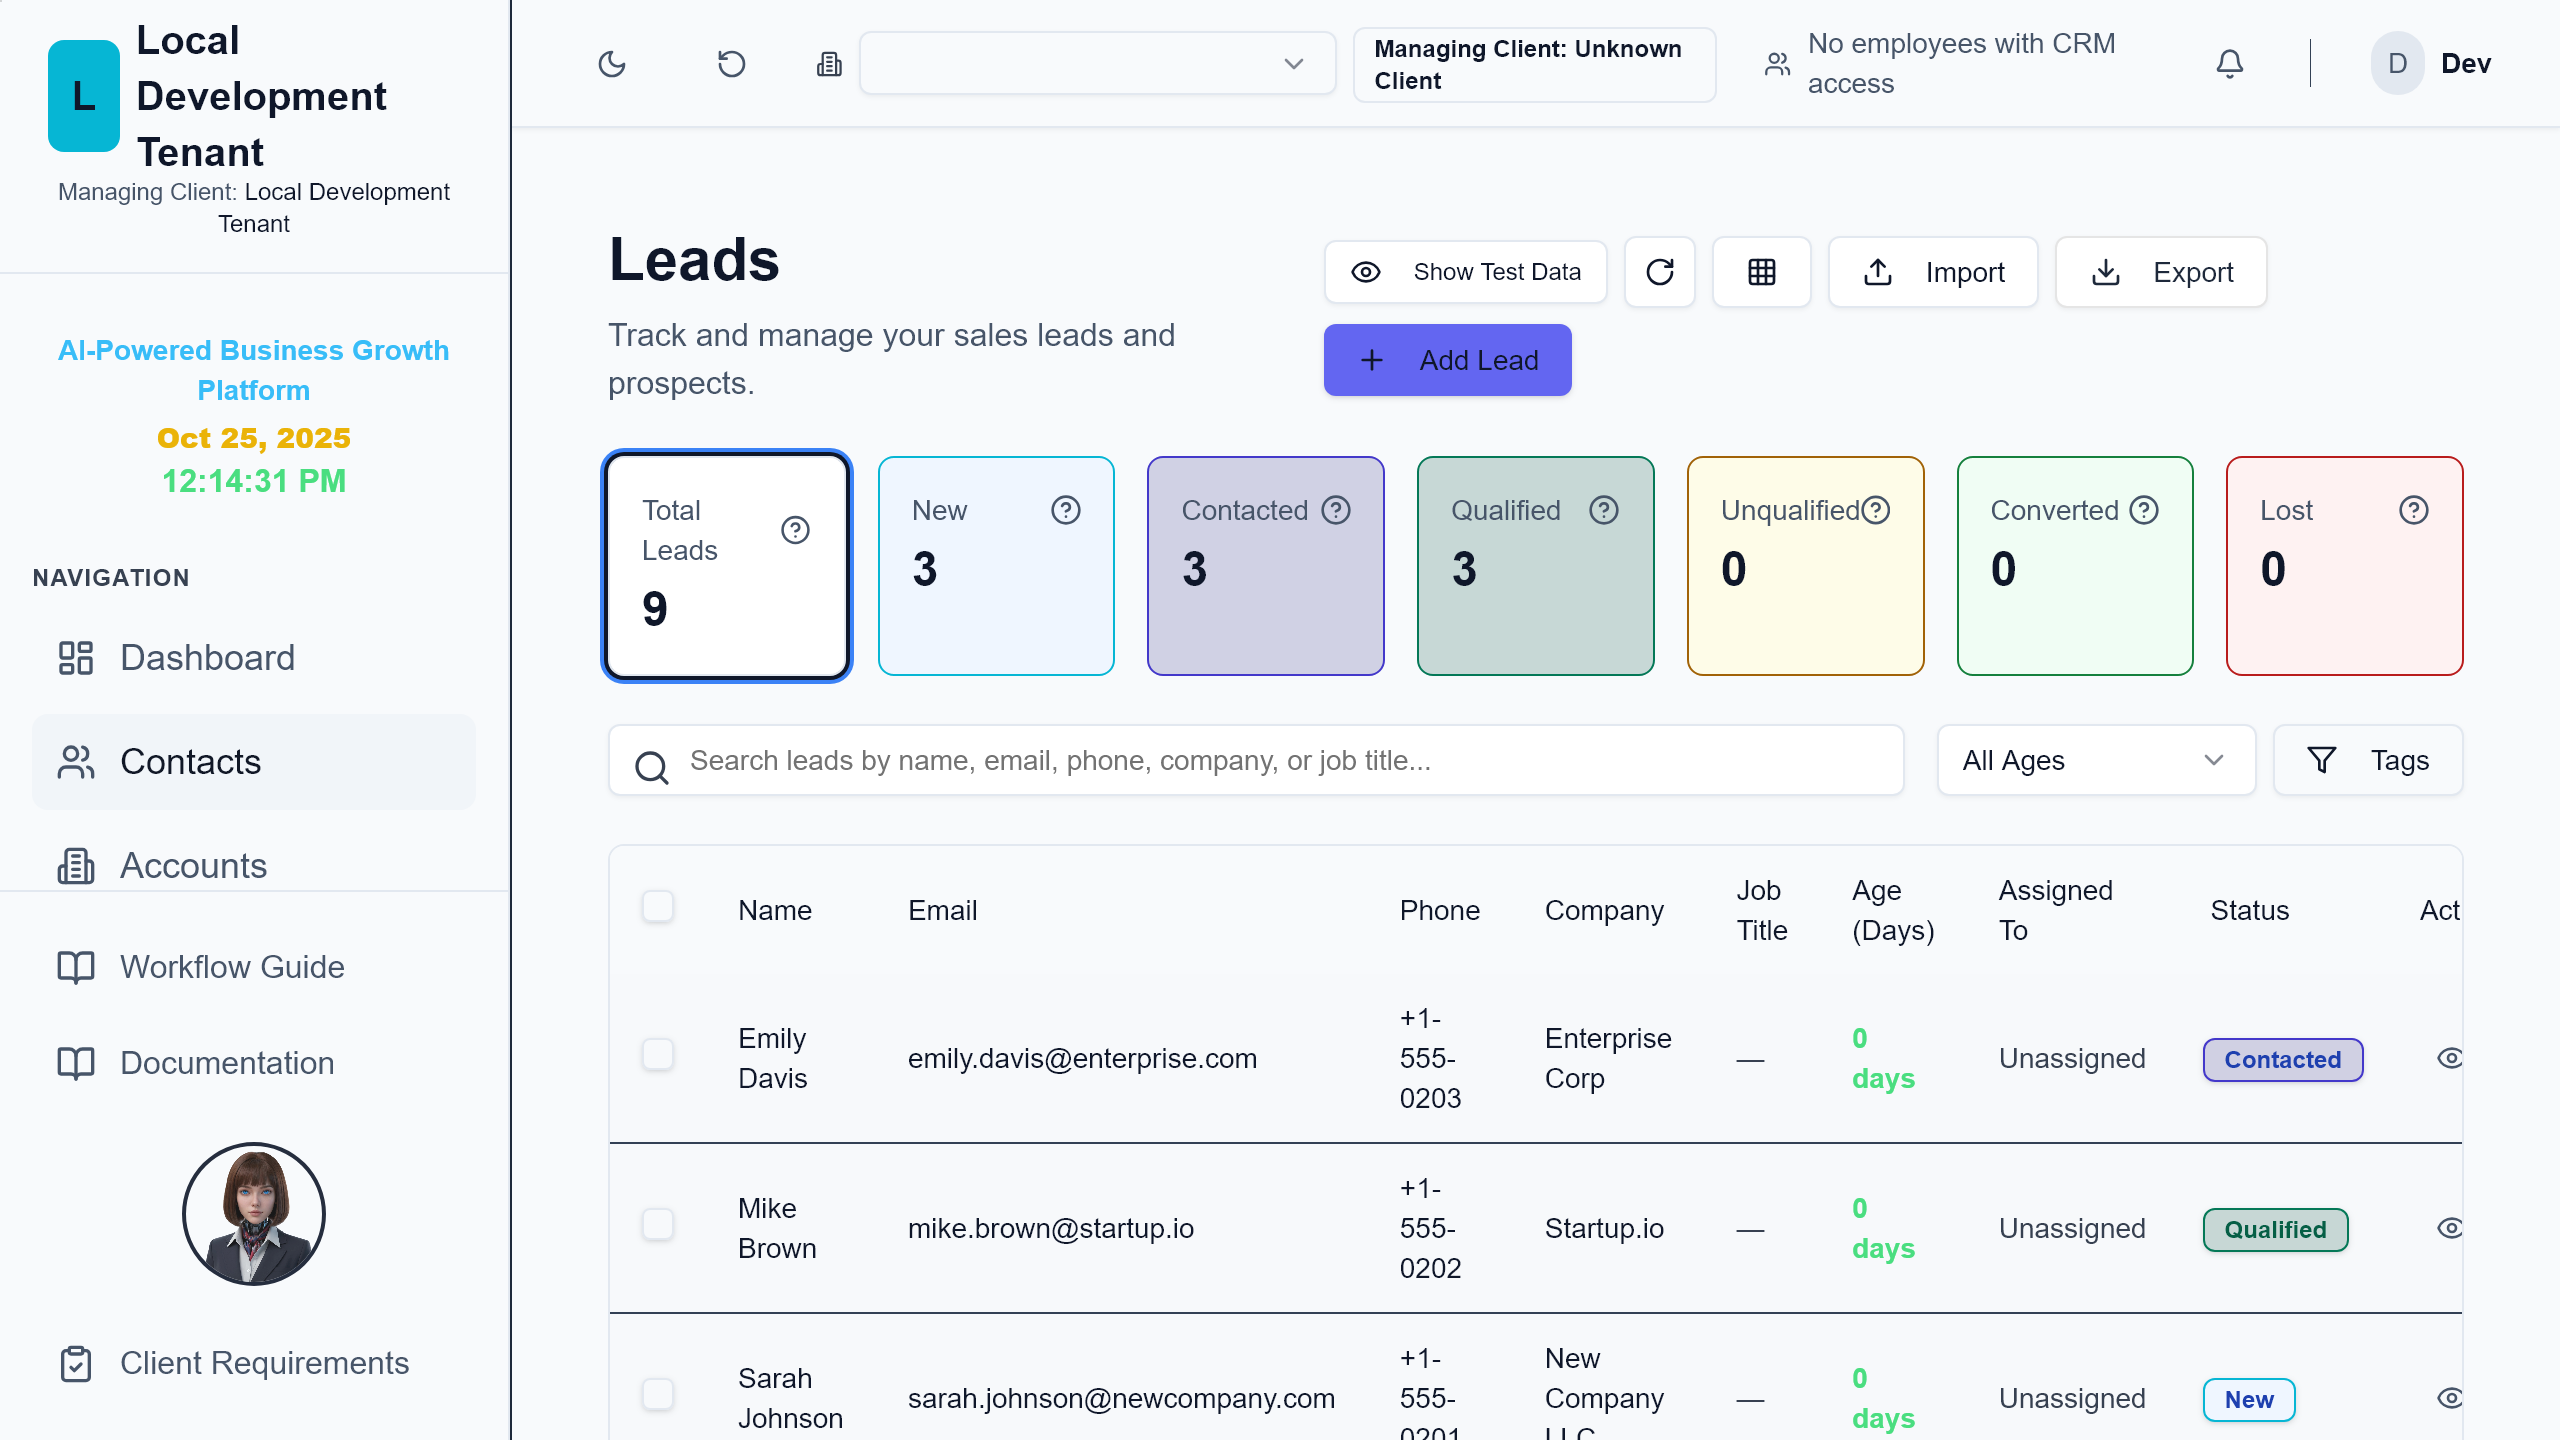 L
Local
Development
Tenant
Managing Client: Local Development
Tenant
AI-Powered Business Growth
Platform
Oct 25, 2025
12:14:31 PM
NAVIGATION
Dashboard
Contacts
Accounts
Workflow Guide
Documentation
Client Requirements
Managing Client: Unknown
Client
No employees with CRM
access
D
Dev
Leads
Track and manage your sales leads and
prospects.
Show Test Data
Import
Export
Add Lead
Total
Leads
9
New
3
Contacted
3
Qualified
3
Unqualified
0
Converted
0
Lost
0
Search leads by name, email, phone, company, or job title...
All Ages
Tags
Name
Email
Phone
Company
Job
Title
Age
(Days)
Assigned
To
Status
Act
Emily
Davis
emily.davis@enterprise.com
+1-
555-
0203
Enterprise
Corp
—
0
days
Unassigned
Contacted
Mike
Brown
mike.brown@startup.io
+1-
555-
0202
Startup.io
—
0
days
Unassigned
Qualified
Sarah
Johnson
sarah.johnson@newcompany.com
+1-
555-
0201
New
Company
LLC
—
0
days
Unassigned
New